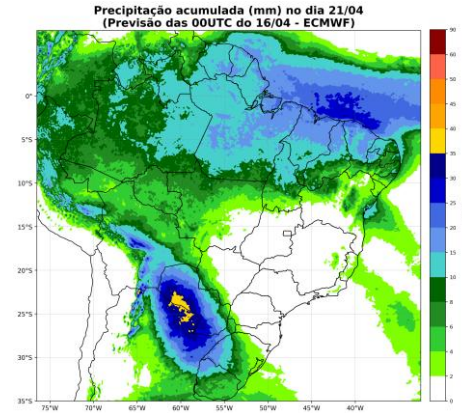 Precipitação acumulada (mm) no dia 21/04
(Previsão das 00UTC do 16/04 - ECMWF)
90
60
50
45
40
35
30
25
20
15
10
8
6
4
2
0
0°
5°S
10°S
15°S
20°S
25°S
30°S
35°S
75°W 70°W 65°W 60°W 55°W 50°W 45°W 40°W